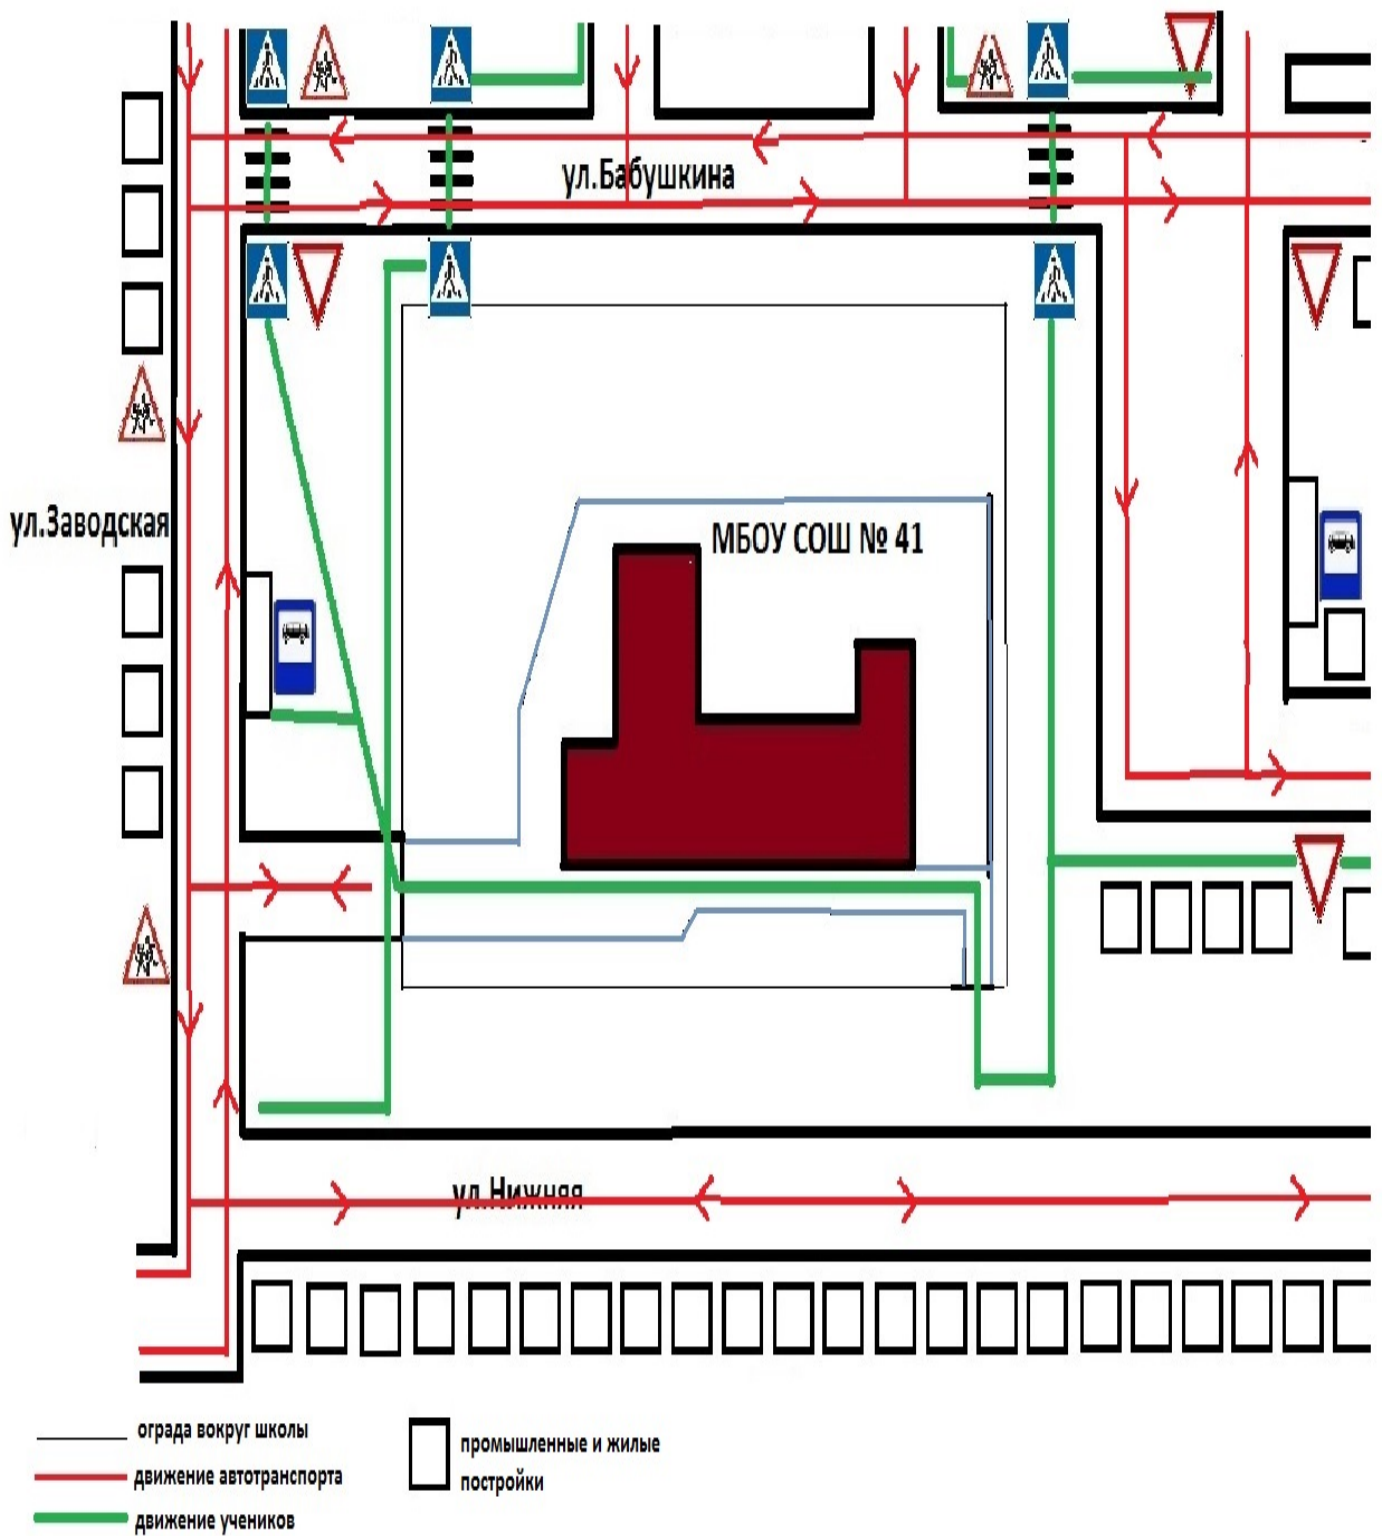 ул.Бабушкина
ул.Заводская
МБОУ СОШ № 41
ул.Нижняя
ограда вокруг школы
движение автотранспорта
движение учеников
промышленные и жилые
постройки